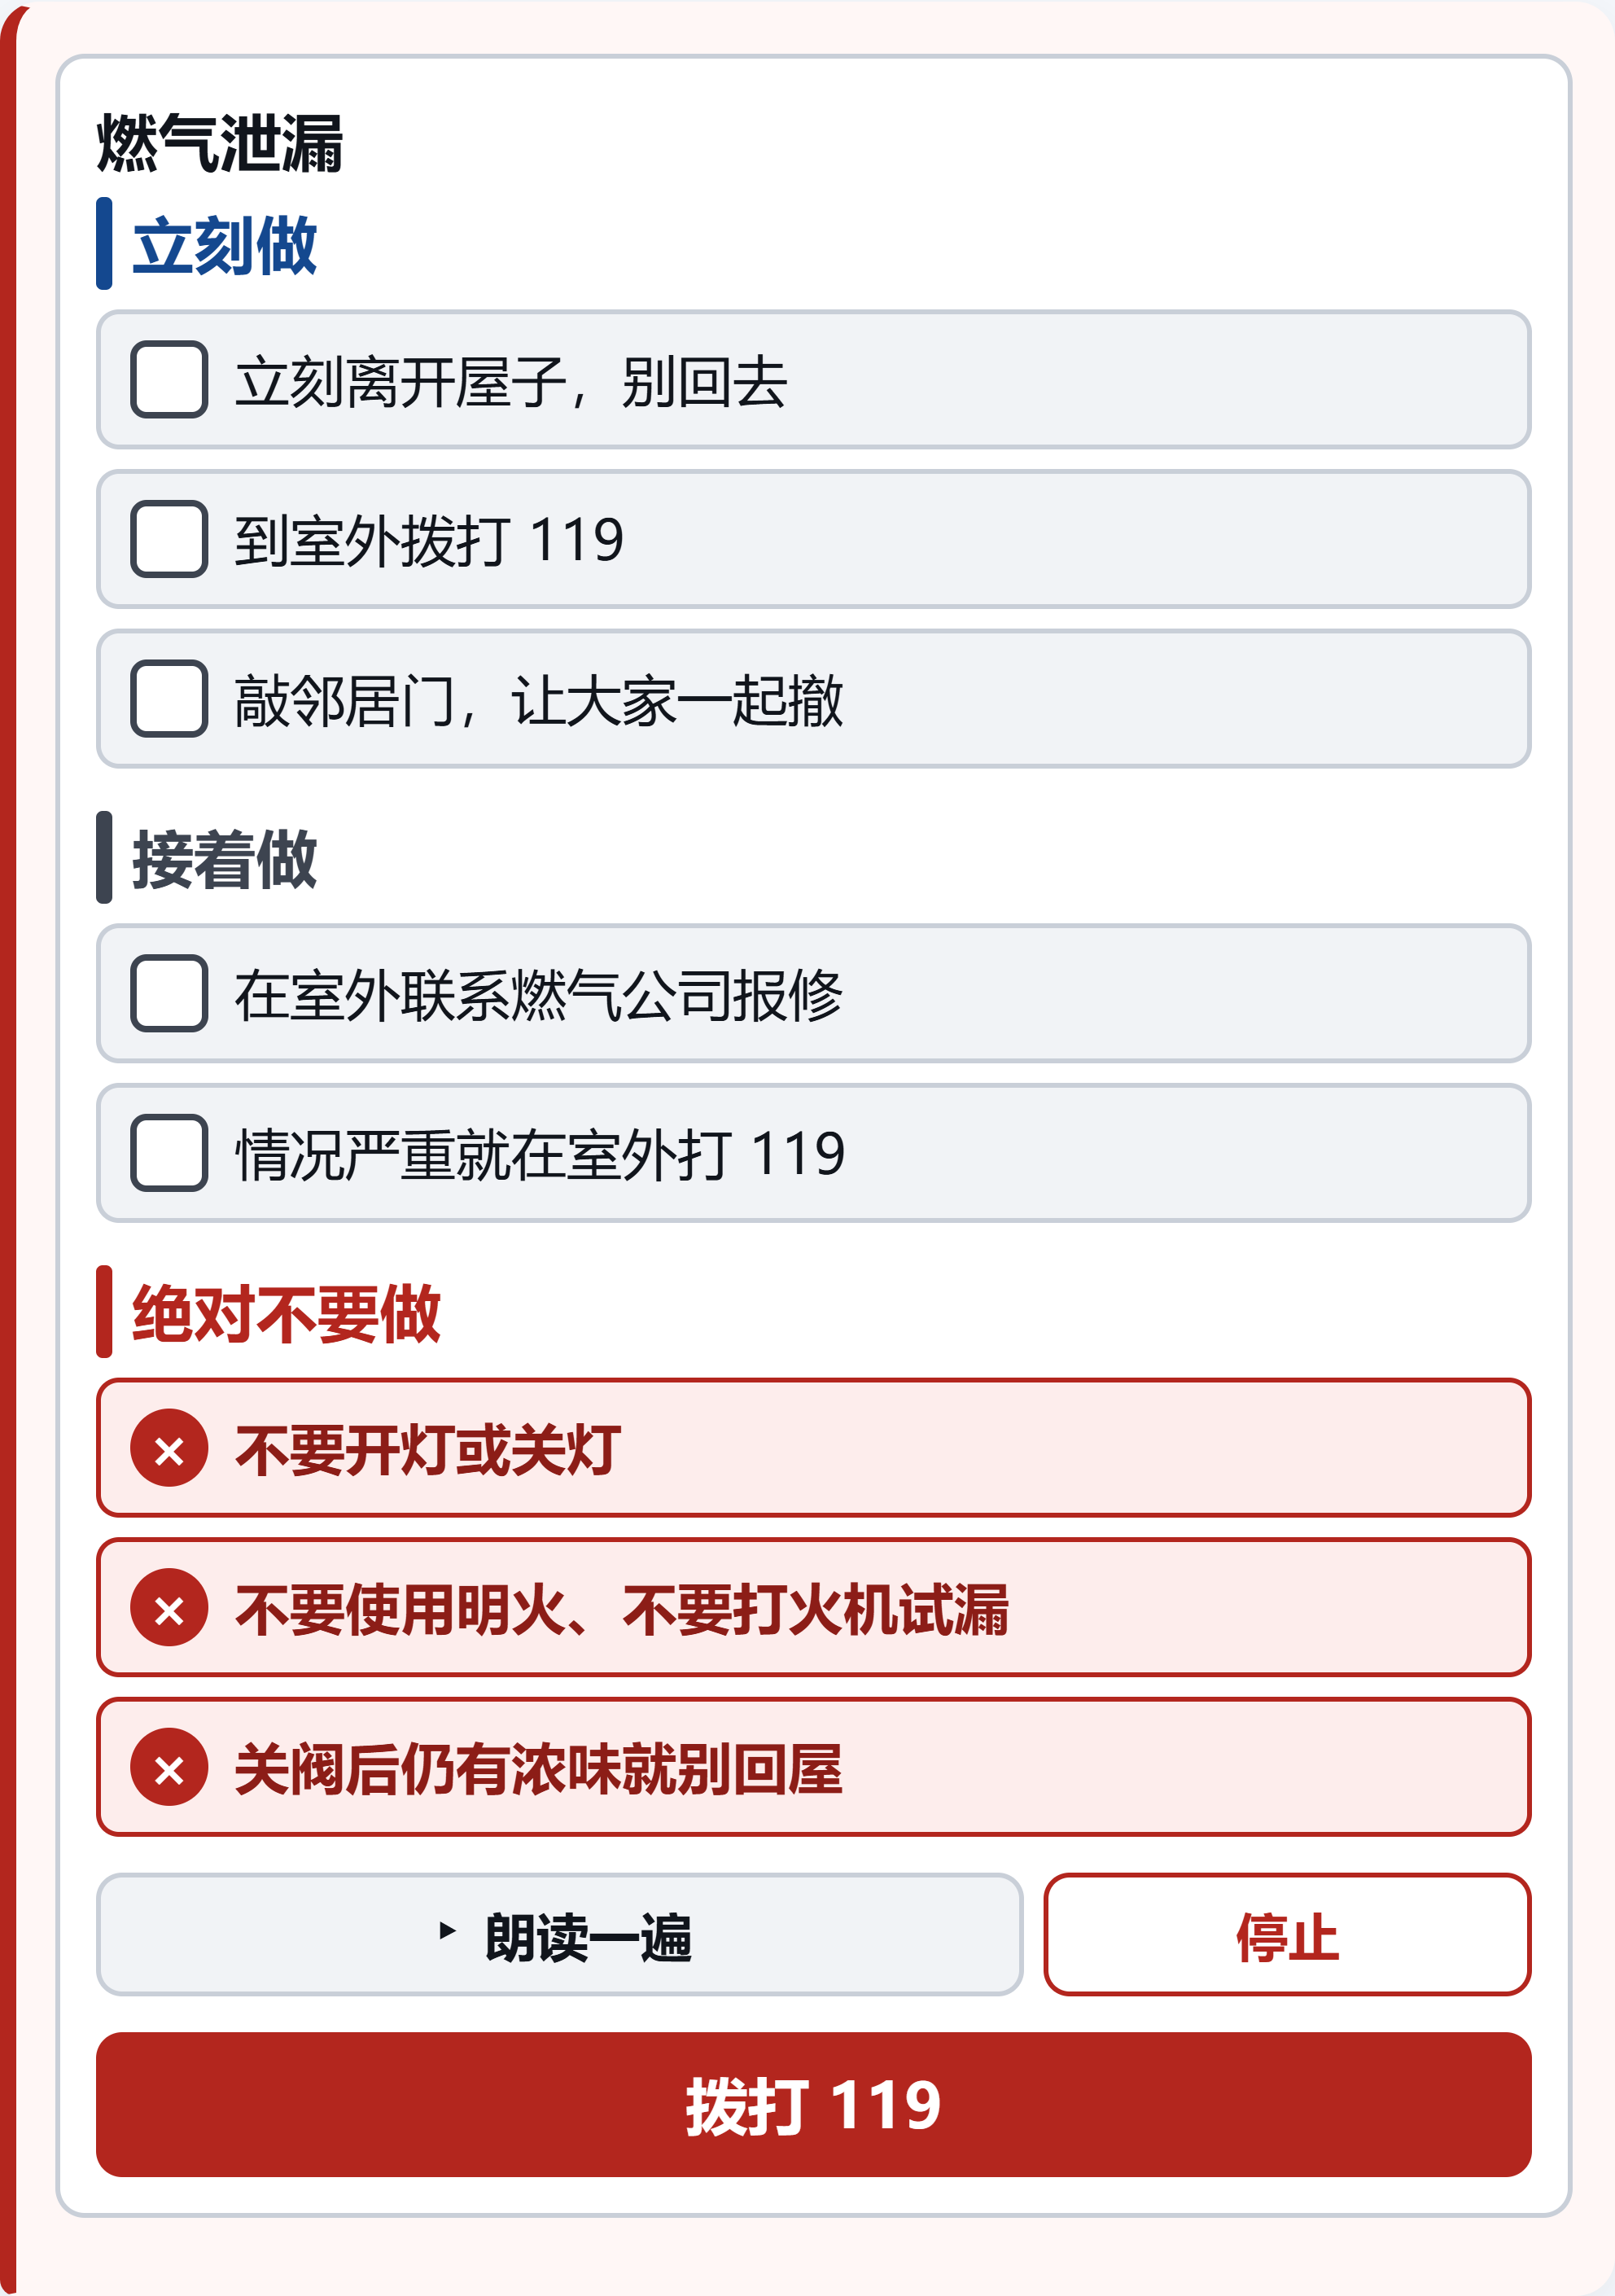 燃气泄漏
立刻做
立刻离开屋子，别回去
到室外拨打 119
敲邻居门，让大家一起撤
接着做
在室外联系燃气公司报修
情况严重就在室外打 119
绝对不要做
× 不要开灯或关灯
× 不要使用明火、不要打火机试漏
× 关阀后仍有浓味就别回屋
▸ 朗读一遍
停止
拨打 119